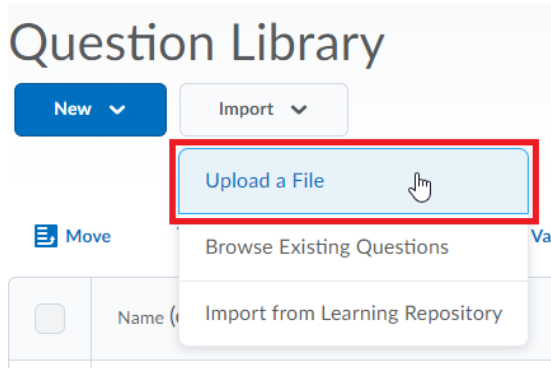 Question Library
New
Import
Upload a File
Move
Browse Existing Questions
Name
Import from Learning Repository